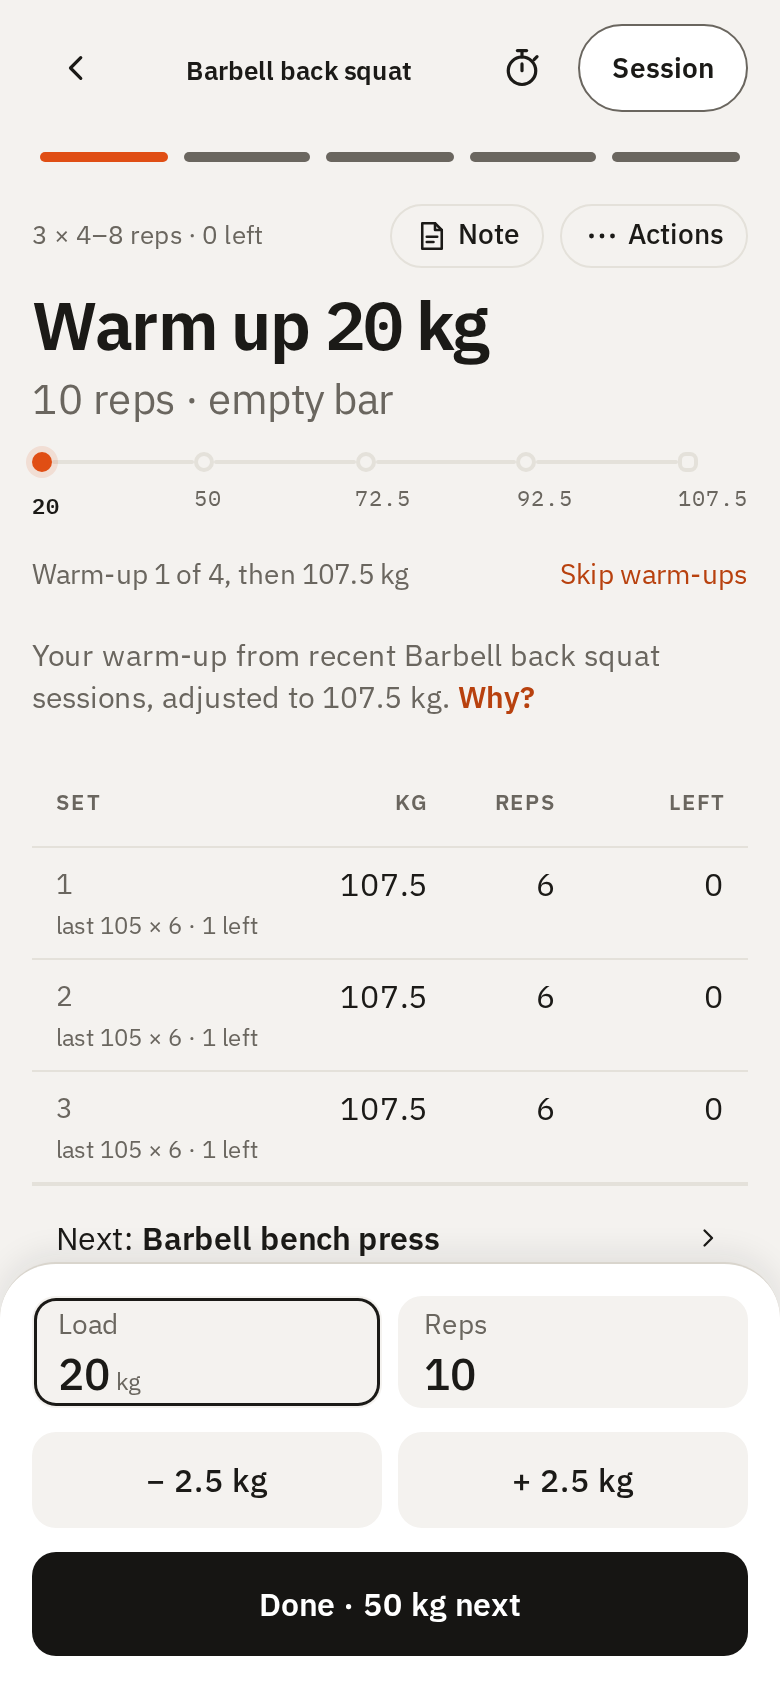 Barbell back squat
Session
3 × 4–8 reps · 0 left
Note
Actions
Warm up 20 kg
10 reps · empty bar
20 50 72.5 92.5 107.5
Warm-up 1 of 4, then 107.5 kg
Skip warm-ups
Your warm-up from recent Barbell back squat
sessions, adjusted to 107.5 kg. Why?
SET KG REPS LEFT
1 107.5 6 0
last 105 × 6 · 1 left
2 107.5 6 0
last 105 × 6 · 1 left
3 107.5 6 0
last 105 × 6 · 1 left
Next: Barbell bench press
Load
20 kg
Reps
10
– 2.5 kg
+ 2.5 kg
Done · 50 kg next